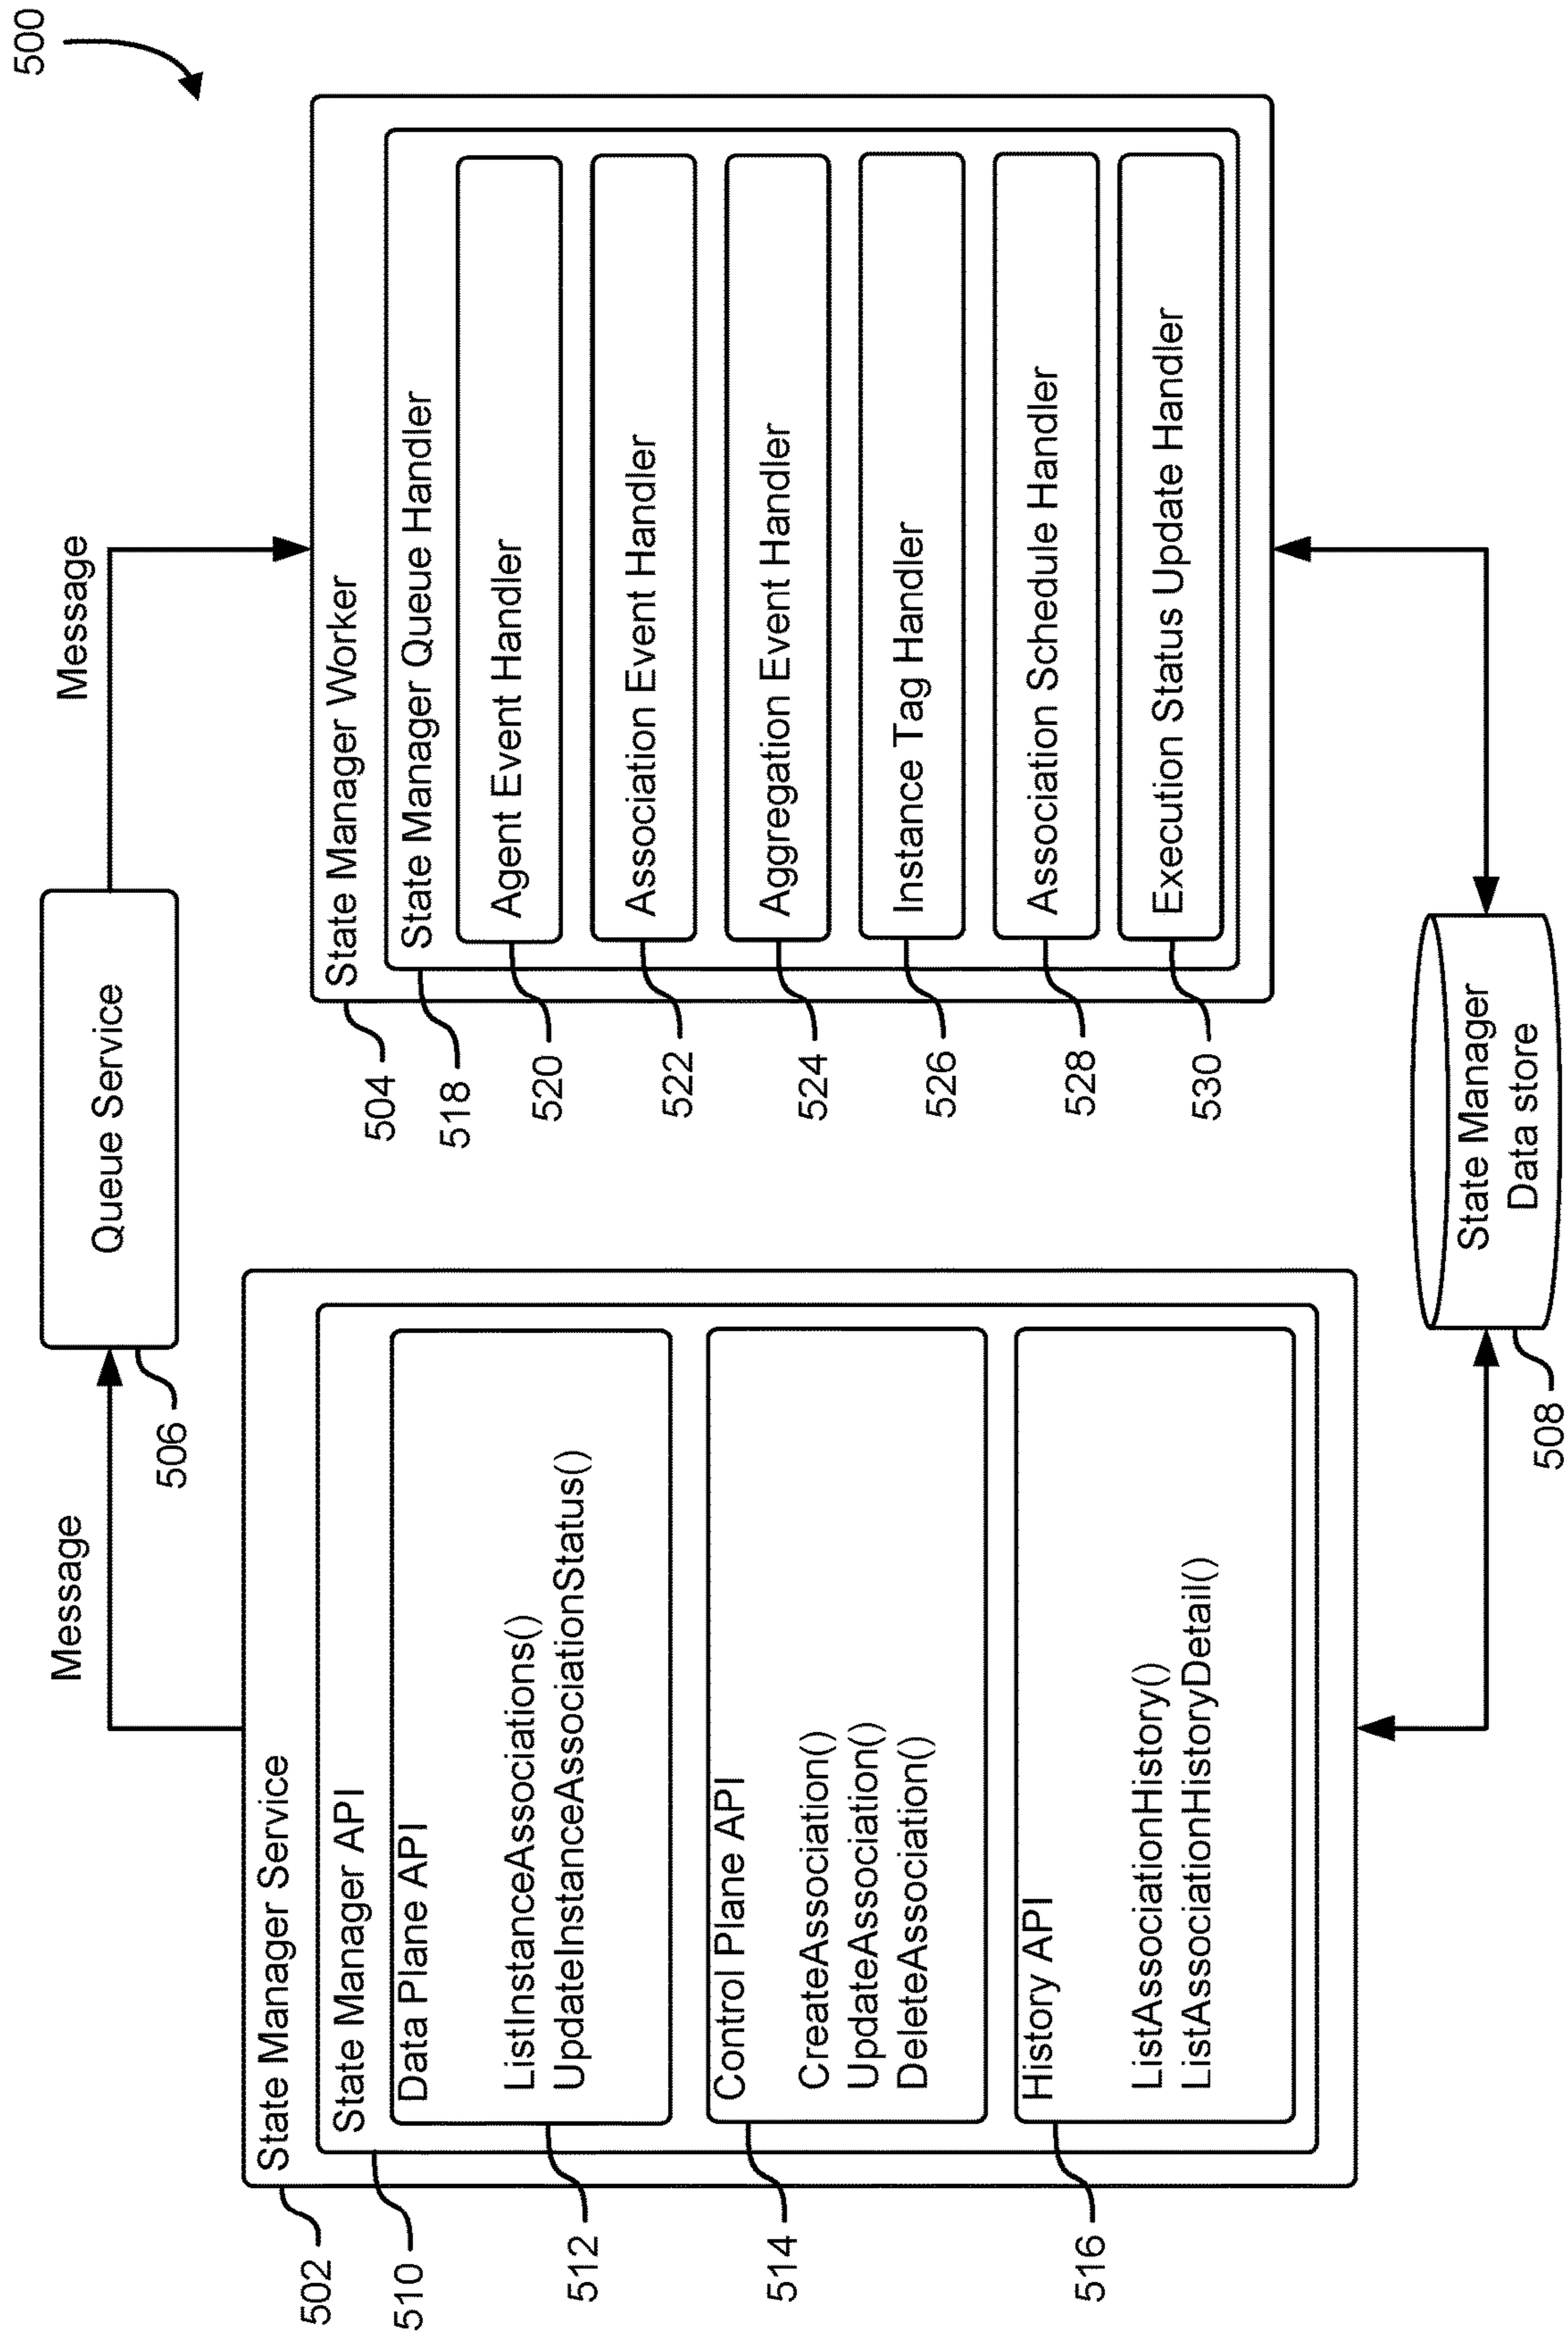 500
Message
Queue Service
Message
506
State Manager Service
502
State Manager API
510
Data Plane API
ListInstanceAssociations()
UpdateInstanceAssociationStatus()
512
Control Plane API
CreateAssociation()
UpdateAssociation()
DeleteAssociation()
514
History API
ListAssociationHistory()
ListAssociationHistoryDetail()
516
State Manager Worker
504
State Manager Queue Handler
518
Agent Event Handler
520
Association Event Handler
522
Aggregation Event Handler
524
Instance Tag Handler
526
Association Schedule Handler
528
Execution Status Update Handler
530
State Manager
Data store
508